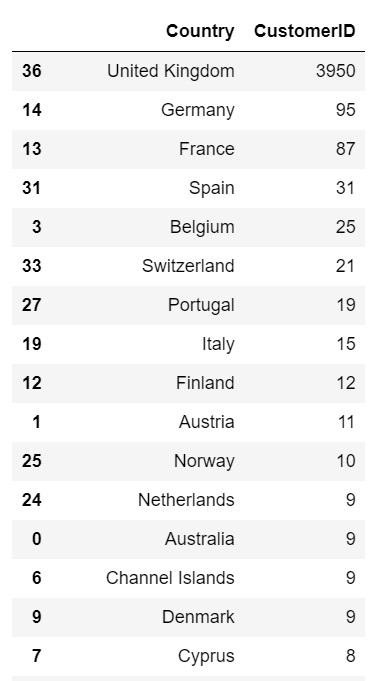 Country CustomerID
36 United Kingdom 3950
14 Germany 95
13 France 87
31 Spain 31
3 Belgium 25
33 Switzerland 21
27 Portugal 19
19 Italy 15
12 Finland 12
1 Austria 11
25 Norway 10
24 Netherlands 9
0 Australia 9
6 Channel Islands 9
9 Denmark 9
7 Cyprus 8